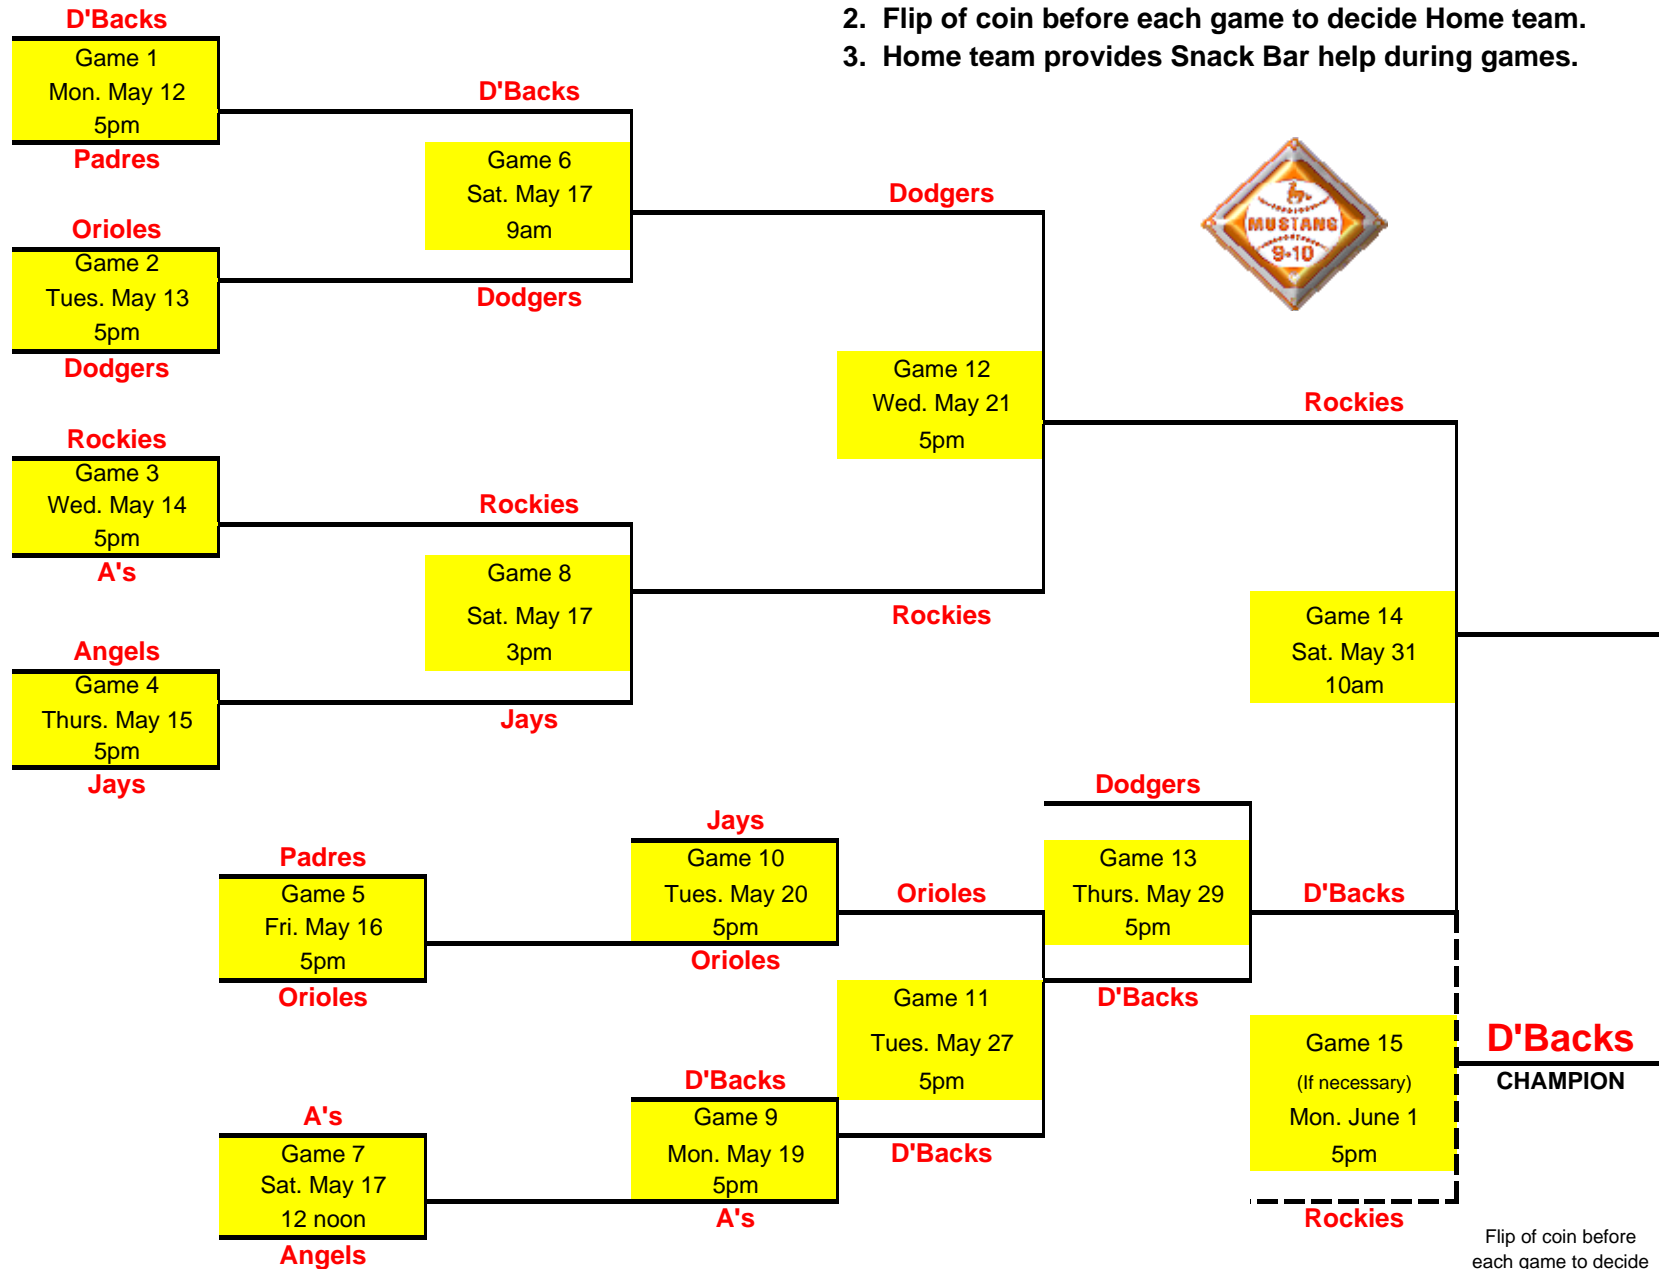 2. Flip of coin before each game to decide Home team.
3. Home team provides Snack Bar help during games.
D'Backs
Game 1
Mon. May 12
5pm
Padres
Orioles
Game 2
Tues. May 13
5pm
Dodgers
Rockies
Game 3
Wed. May 14
5pm
A's
Angels
Game 4
Thurs. May 15
5pm
Jays
D'Backs
Game 6
Sat. May 17
9am
Dodgers
Rockies
Game 8
Sat. May 17
3pm
Jays
Dodgers
Game 12
Wed. May 21
5pm
Rockies
MUSTANG
9-10
Rockies
Game 14
Sat. May 31
10am
Padres
Game 5
Fri. May 16
5pm
Orioles
A's
Game 7
Sat. May 17
12 noon
Angels
Jays
Game 10
Tues. May 20
5pm
Orioles
D'Backs
Game 9
Mon. May 19
5pm
A's
Orioles
Game 11
Tues. May 27
5pm
D'Backs
Dodgers
Game 13
Thurs. May 29
5pm
D'Backs
D'Backs
Game 15
(If necessary)
Mon. June 1
5pm
Rockies
D'Backs
CHAMPION
Flip of coin before
each game to decide